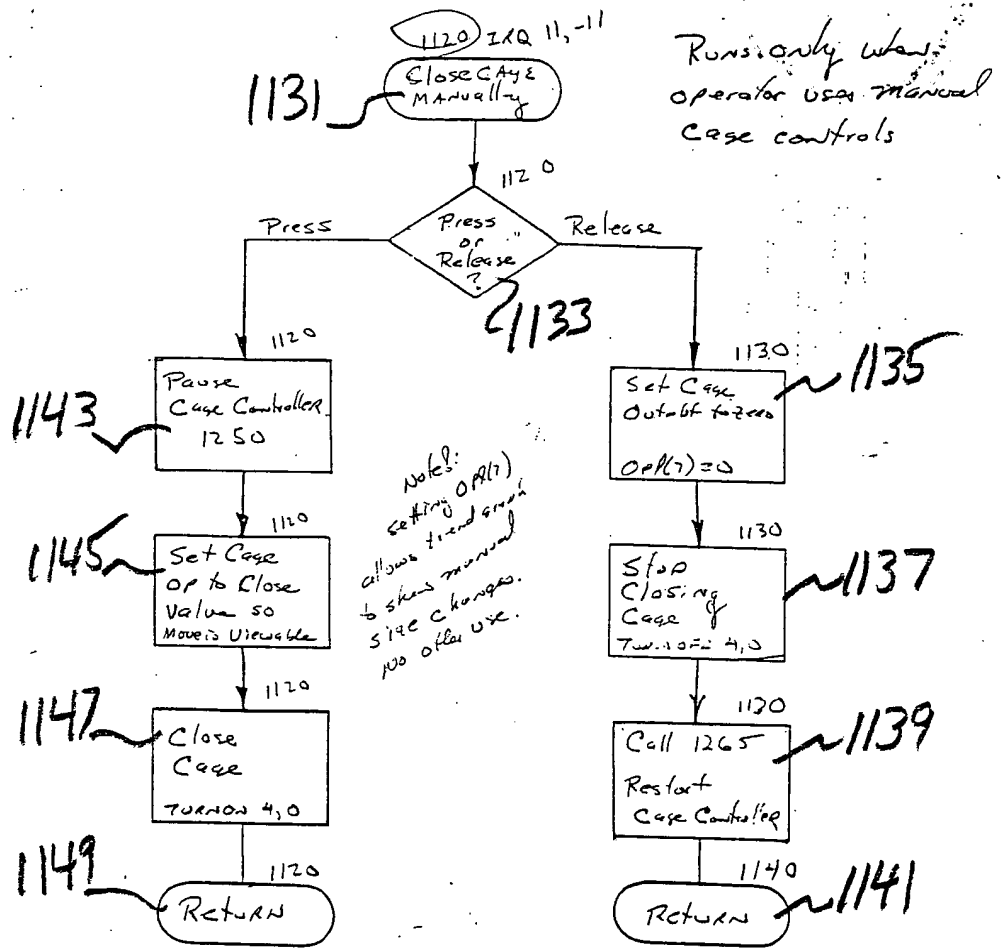 1120 IRQ 11,-11
Close CAge
MANually
1131
Runs only when
operator uses manual
Cage controls
1120
Press
or
Release
?
Press
Release
1133
1120
Pause
Cage Controller
1250
1143
1130
Set Cage
Output to zero
OPP(7)=0
1135
Note:
setting OPP(7)
allows trend graph
to show manual
size changes.
No other use.
1120
Set Cage
OP to Close
Value so
Move is Viewable
1145
1130
Stop
Closing
Cage
TURNOFF 4,0
1137
1120
Close
Cage
TURNON 4,0
1147
1130
Call 1265
Restart
Cage Controller
1139
1120
Return
1149
1140
Return
1141